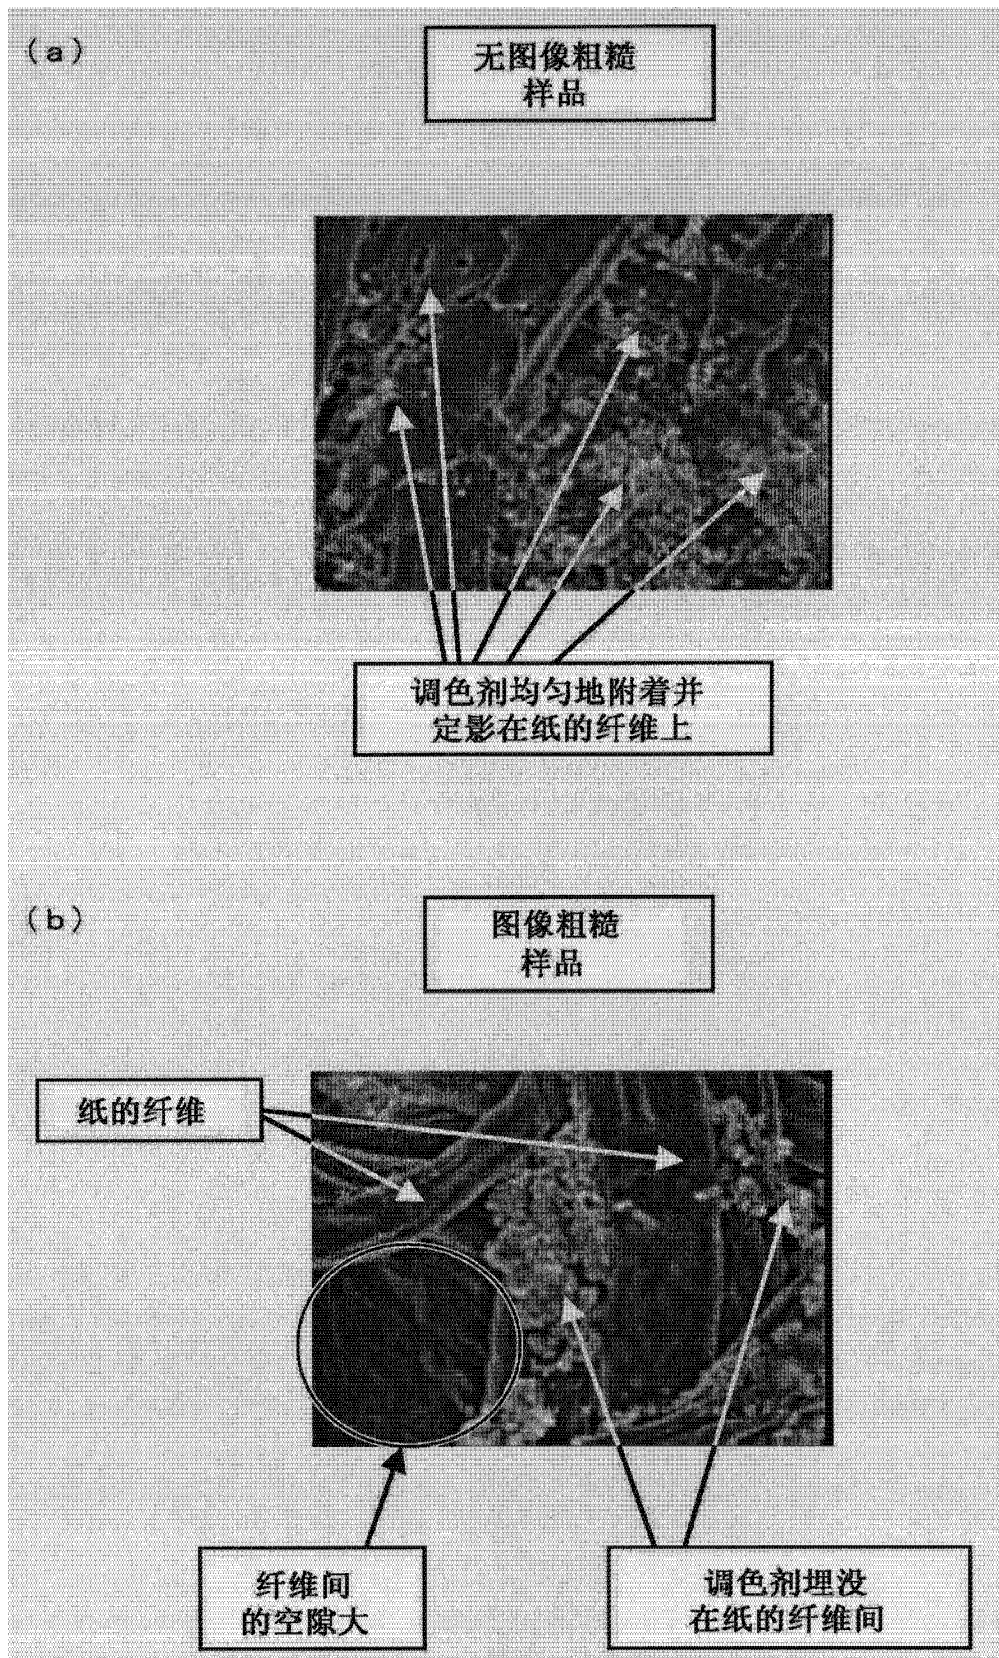 (a)
无图像粗糙
样品
调色剂均匀地附着并
定影在纸的纤维上
(b)
图像粗糙
样品
纸的纤维
纤维间
的空隙大
调色剂埋没
在纸的纤维间